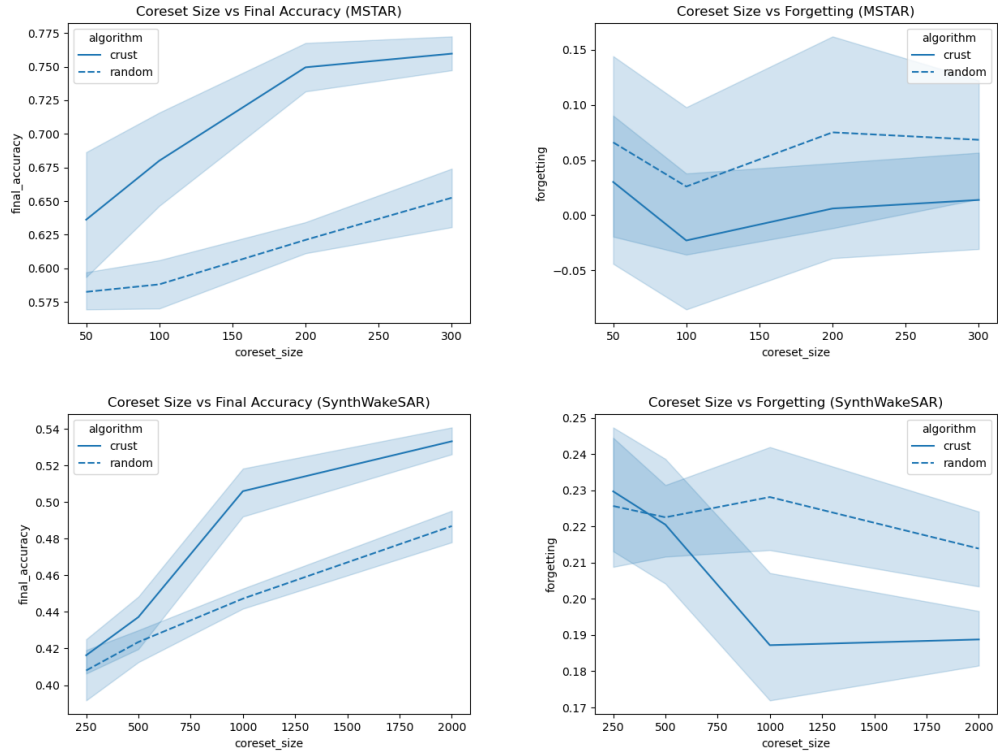 Coreset Size vs Final Accuracy (MSTAR)
algorithm
crust
random
0.775
0.750
0.725
0.700
0.675
0.650
0.625
0.600
0.575
final_accuracy
50
100
150
200
250
300
coreset_size
Coreset Size vs Forgetting (MSTAR)
algorithm
crust
random
0.15
0.10
0.05
0.00
−0.05
forgetting
50
100
150
200
250
300
coreset_size
Coreset Size vs Final Accuracy (SynthWakeSAR)
algorithm
crust
random
0.54
0.52
0.50
0.48
0.46
0.44
0.42
0.40
final_accuracy
250
500
750
1000
1250
1500
1750
2000
coreset_size
Coreset Size vs Forgetting (SynthWakeSAR)
algorithm
crust
random
0.25
0.24
0.23
0.22
0.21
0.20
0.19
0.18
0.17
forgetting
250
500
750
1000
1250
1500
1750
2000
coreset_size